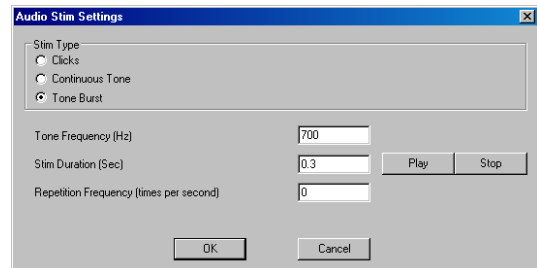 Audio Stim Settings
Stim Type
Clicks
Continuous Tone
Tone Burst
Tone Frequency (Hz) 700
Stim Duration (Sec) 0.3 Play Stop
Repetition Frequency (times per second) 0
OK Cancel